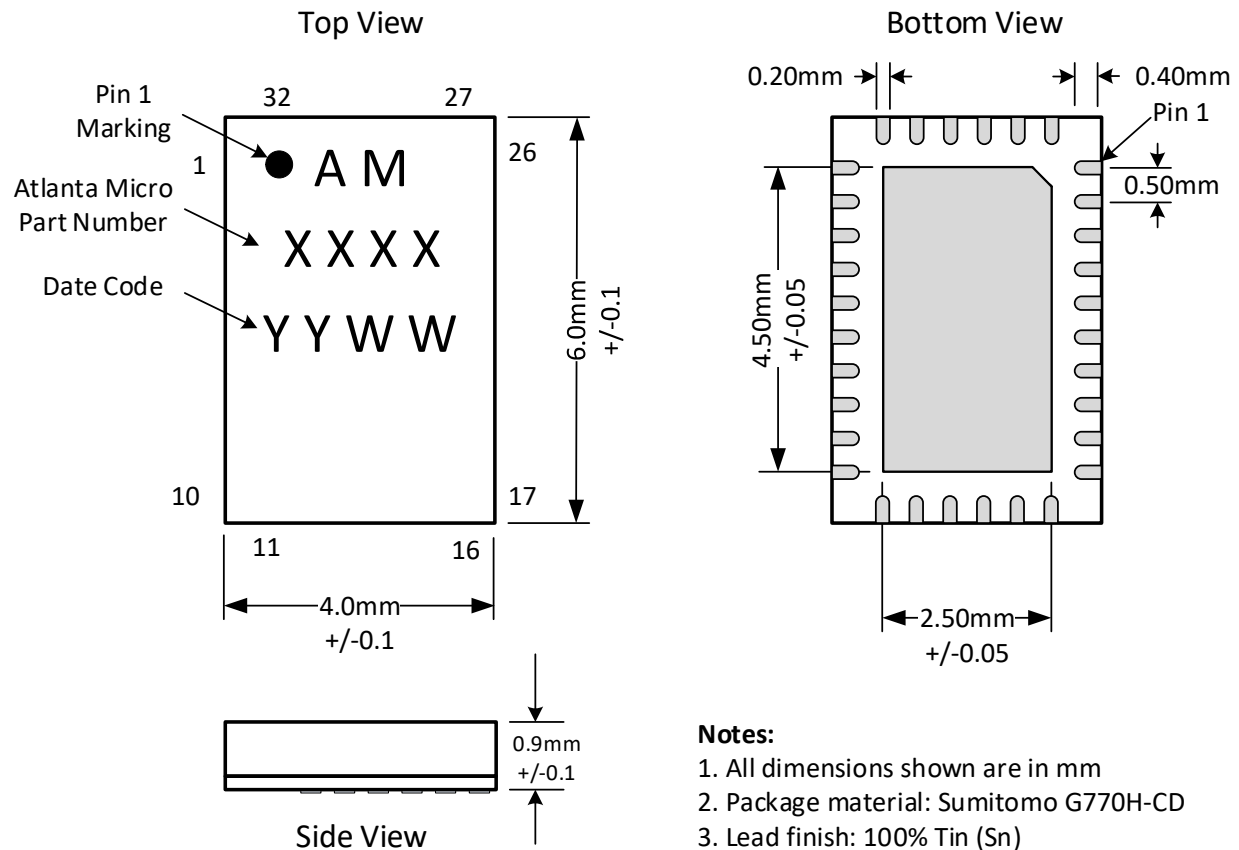 Top View
Pin 1
Marking
Atlanta Micro
Part Number
Date Code
32
27
1
26
A M
X X X X
Y Y W W
10
17
11
16
6.0mm
+/-0.1
4.0mm
+/-0.1
0.9mm
+/-0.1
Side View
Bottom View
0.20mm
0.40mm
Pin 1
0.50mm
4.50mm
+/-0.05
2.50mm
+/-0.05
Notes:
1. All dimensions shown are in mm
2. Package material: Sumitomo G770H-CD
3. Lead finish: 100% Tin (Sn)